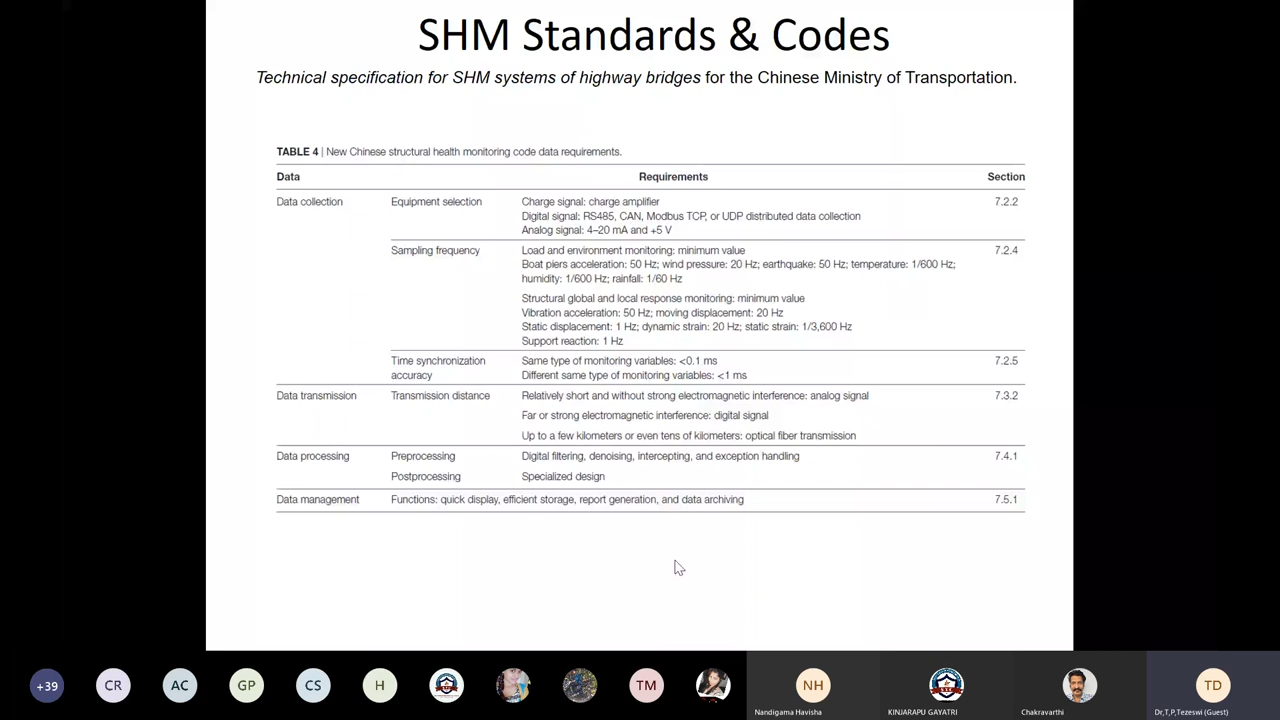 SHM Standards & Codes
Technical specification for SHM systems of highway bridges for the Chinese Ministry of Transportation.
TABLE 4 | New Chinese structural health monitoring code data requirements.
Data Requirements Section
Data collection Equipment selection Charge signal: charge amplifier 7.2.2
Digital signal: RS485, CAN, Modbus TCP, or UDP distributed data collection
Analog signal: 4–20 mA and +5 V
Sampling frequency Load and environment monitoring: minimum value 7.2.4
Boat piers acceleration: 50 Hz; wind pressure: 20 Hz; earthquake: 50 Hz; temperature: 1/600 Hz;
humidity: 1/600 Hz; rainfall: 1/60 Hz
Structural global and local response monitoring: minimum value
Vibration acceleration: 50 Hz; moving displacement: 20 Hz
Static displacement: 1 Hz; dynamic strain: 20 Hz; static strain: 1/3,600 Hz
Support reaction: 1 Hz
Time synchronization Same type of monitoring variables: <0.1 ms 7.2.5
accuracy Different same type of monitoring variables: <1 ms
Data transmission Transmission distance Relatively short and without strong electromagnetic interference: analog signal 7.3.2
Far or strong electromagnetic interference: digital signal
Up to a few kilometers or even tens of kilometers: optical fiber transmission
Data processing Preprocessing Digital filtering, denoising, intercepting, and exception handling 7.4.1
Postprocessing Specialized design
Data management Functions: quick display, efficient storage, report generation, and data archiving 7.5.1
+39 CR AC GP CS H TM NH TD
Nandigama Havisha KINJARAPU GAYATRI Chakravarthi Dr,T,P,Tezeswi (Guest)